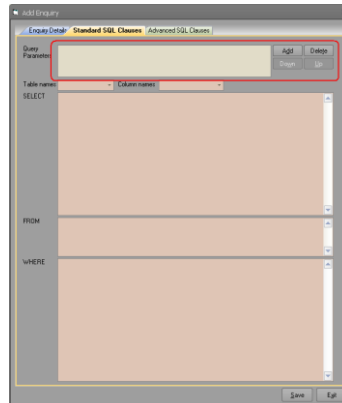 Add Enquiry
Enquiry Details Standard SQL Clauses Advanced SQL Clauses
Query Parameters
Add Delete
Down Up
Table names Column names
SELECT
FROM
WHERE
Save Exit